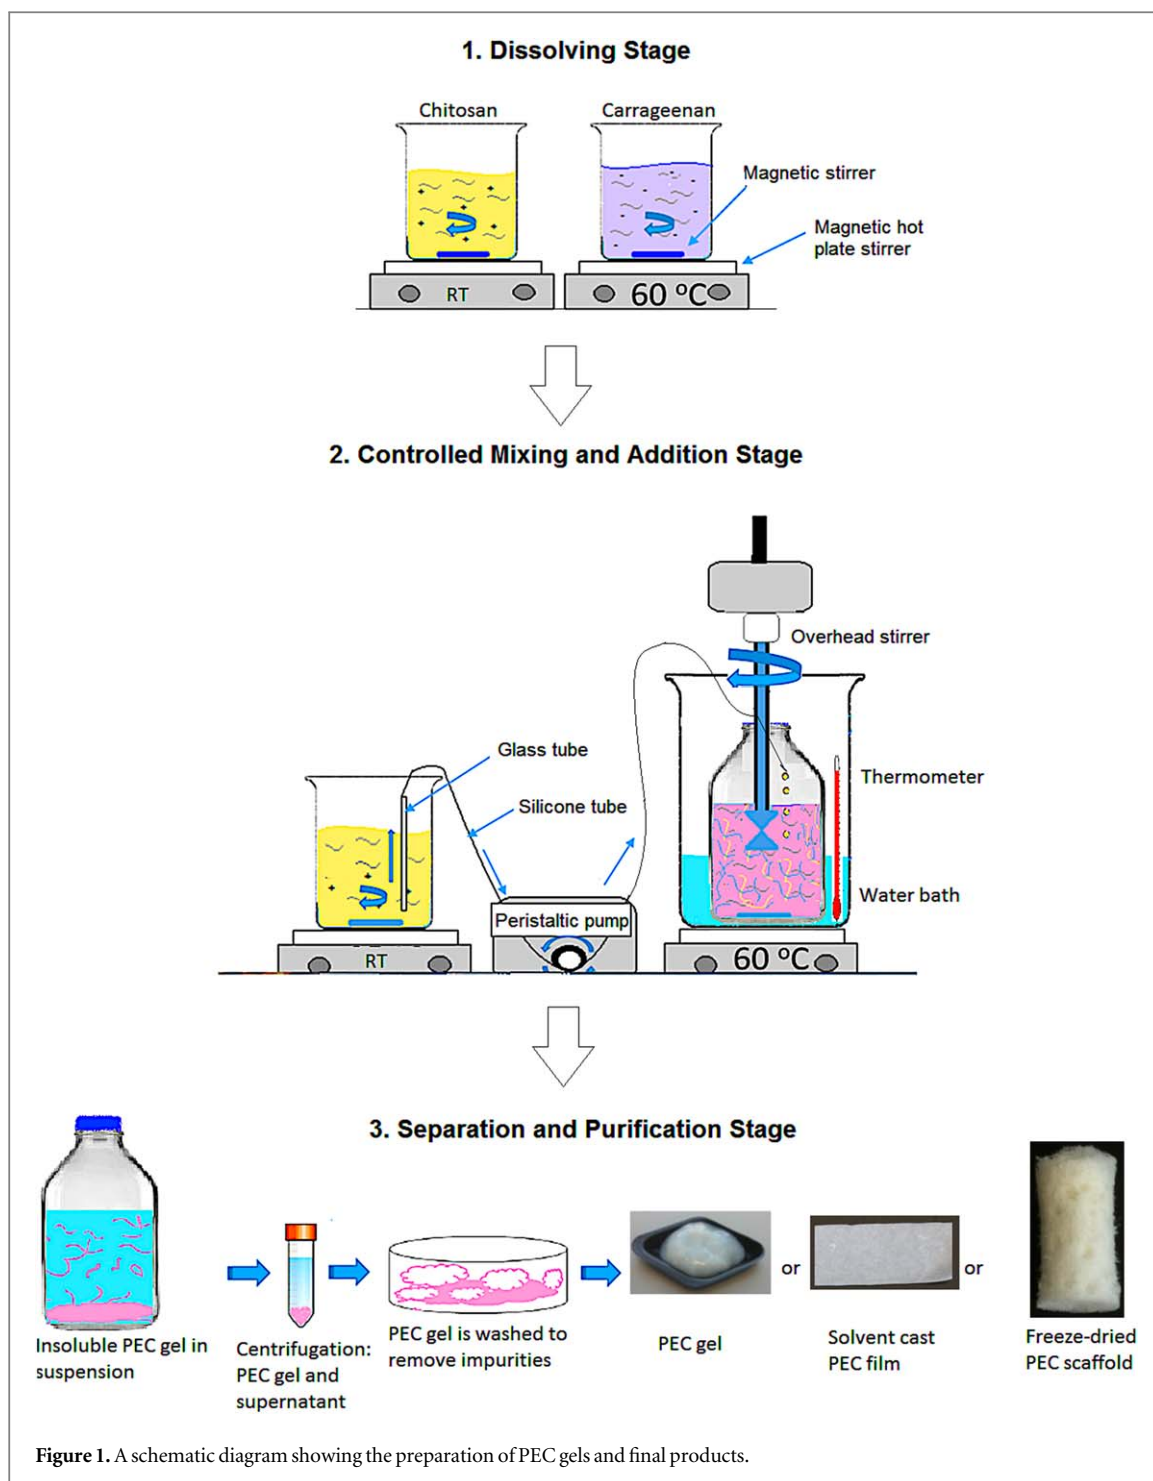 1. Dissolving Stage
Chitosan
Carrageenan
Magnetic stirrer
Magnetic hot
plate stirrer
RT
60 °C
2. Controlled Mixing and Addition Stage
Overhead stirrer
Glass tube
Silicone tube
Thermometer
Water bath
Peristaltic pump
RT
60 °C
3. Separation and Purification Stage
or
or
Insoluble PEC gel in
suspension
Centrifugation:
PEC gel and
supernatant
PEC gel is washed to
remove impurities
PEC gel
Solvent cast
PEC film
Freeze-dried
PEC scaffold
Figure 1. A schematic diagram showing the preparation of PEC gels and final products.